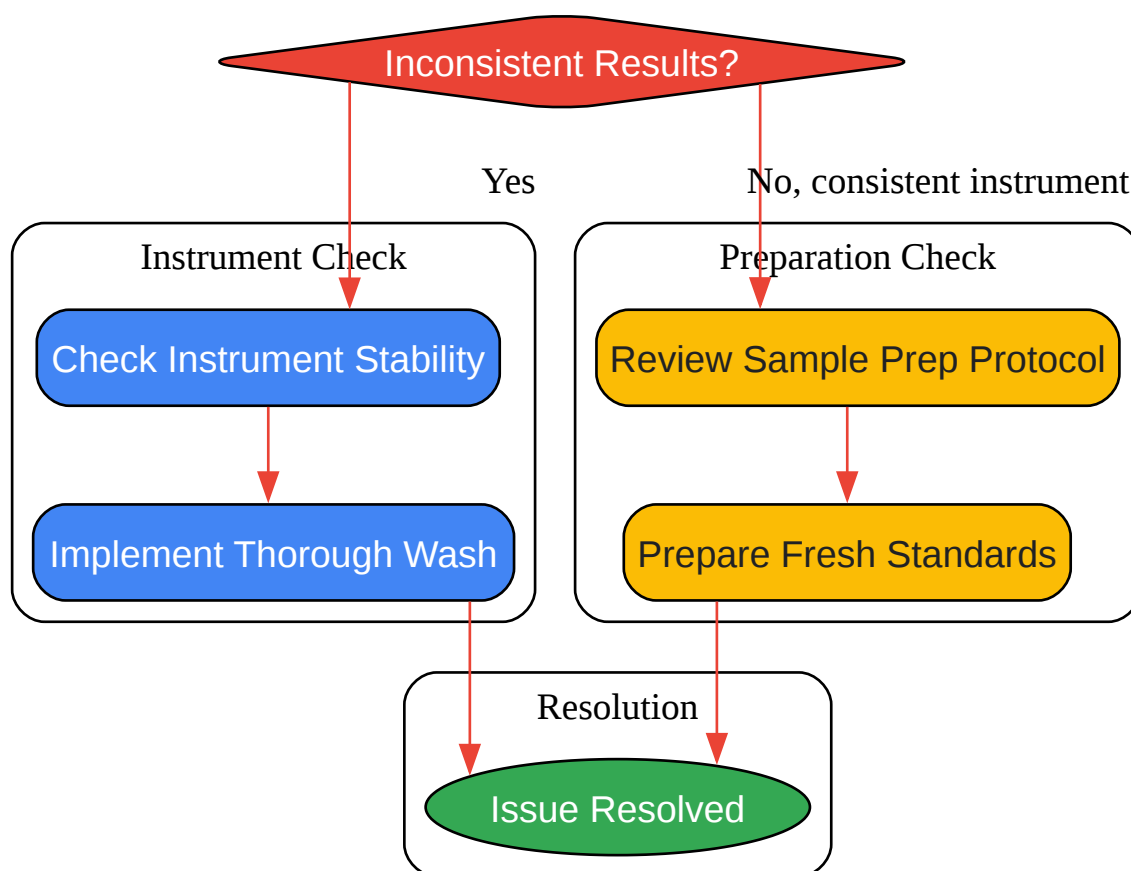 Inconsistent Results?
Yes
No, consistent instrument
Instrument Check
Preparation Check
Check Instrument Stability
Review Sample Prep Protocol
Implement Thorough Wash
Prepare Fresh Standards
Resolution
Issue Resolved